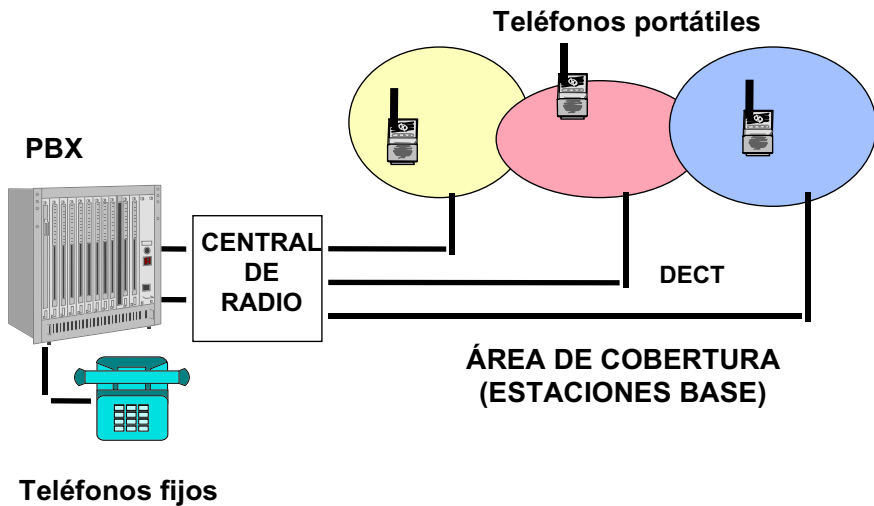 Teléfonos portátiles
PBX
CENTRAL
DE
RADIO
DECT
ÁREA DE COBERTURA
(ESTACIONES BASE)
Teléfonos fijos